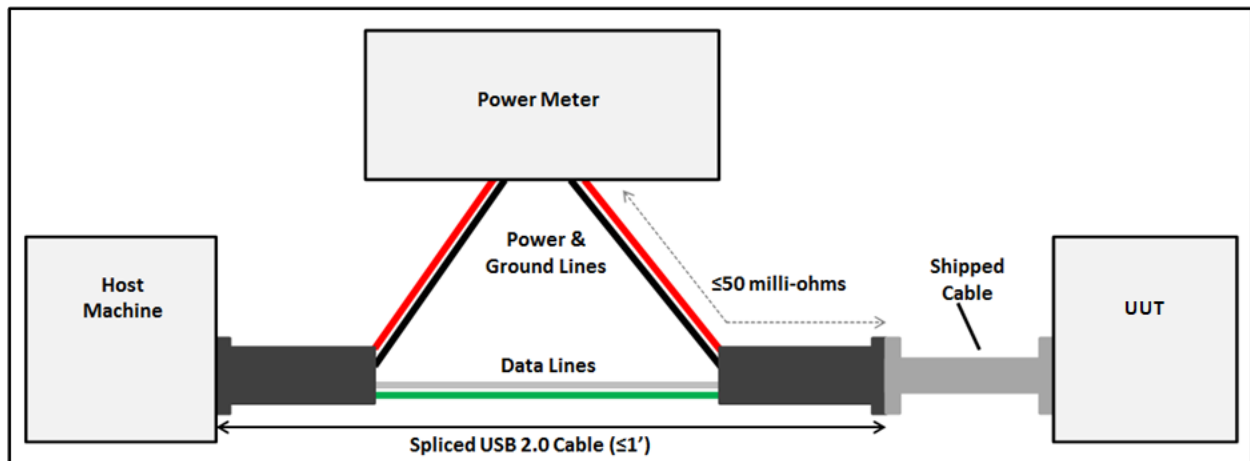 Power Meter
Host
Machine
Power &
Ground Lines
≤50 milli-ohms
Shipped
Cable
UUT
Data Lines
Spliced USB 2.0 Cable (≤1’)